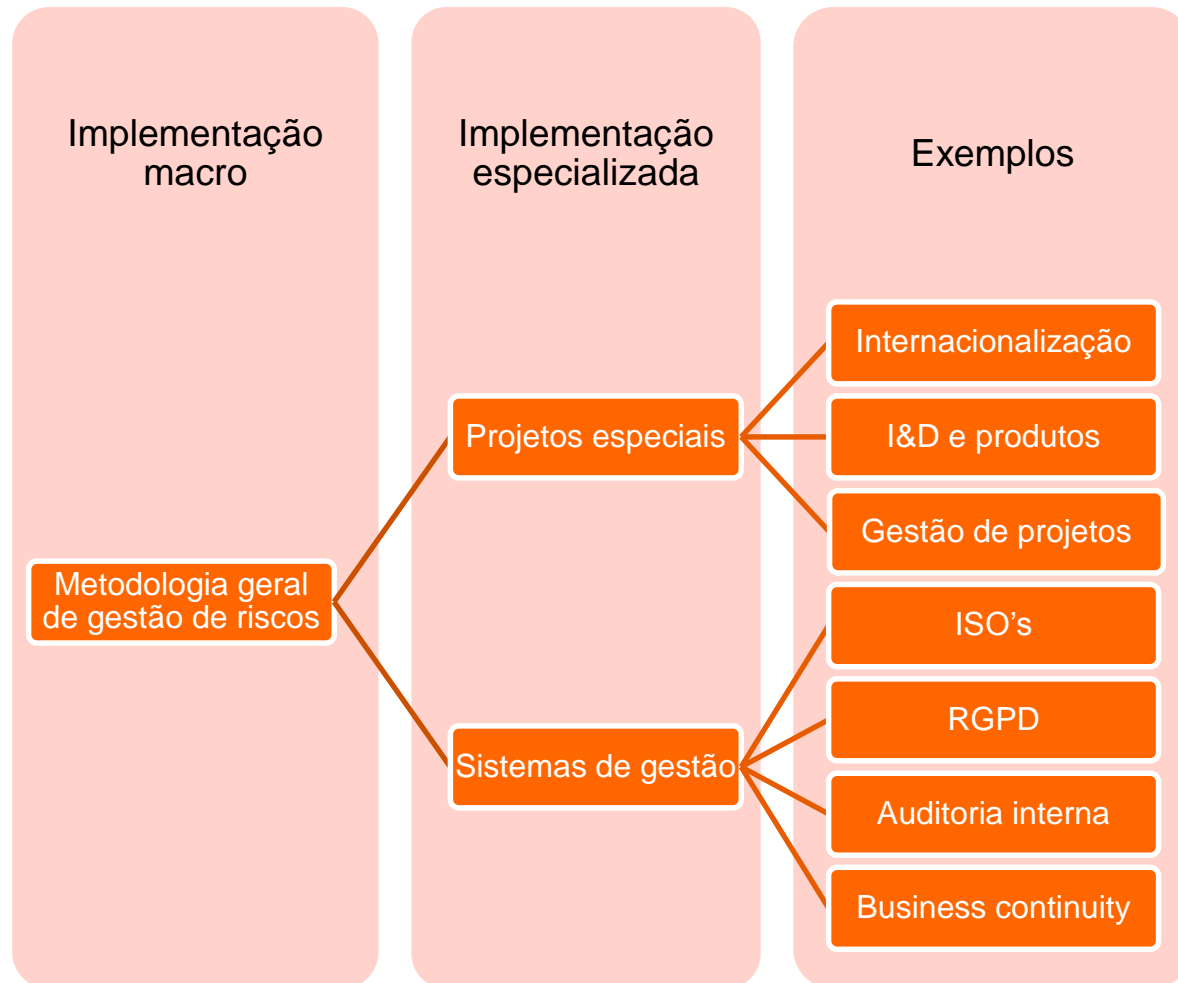 Implementação
macro
Implementação
especializada
Exemplos
Internacionalização
Projetos especiais
I&D e produtos
Gestão de projetos
Metodologia geral
de gestão de riscos
ISO’s
RGPD
Sistemas de gestão
Auditoria interna
Business continuity